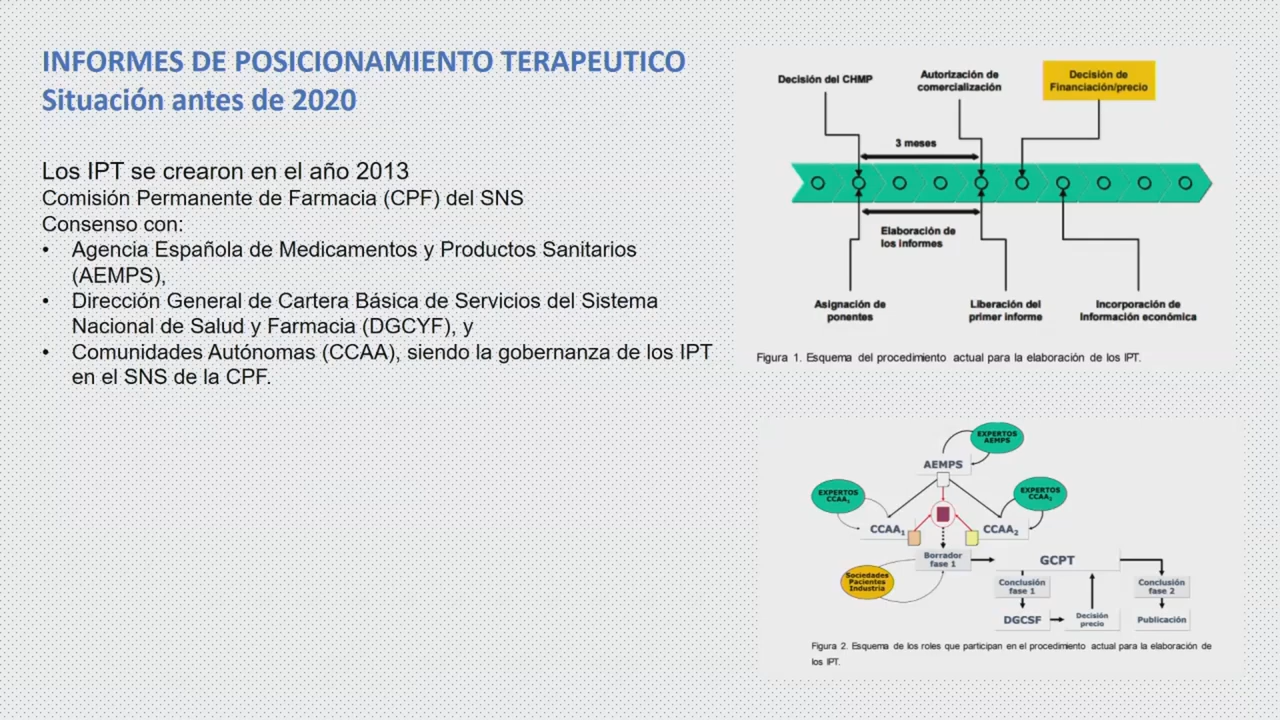 INFORMES DE POSICIONAMIENTO TERAPEUTICO
Situación antes de 2020
Los IPT se crearon en el año 2013
Comisión Permanente de Farmacia (CPF) del SNS
Consenso con:
• Agencia Española de Medicamentos y Productos Sanitarios
(AEMPS),
• Dirección General de Cartera Básica de Servicios del Sistema
Nacional de Salud y Farmacia (DGCYF), y
• Comunidades Autónomas (CCAA), siendo la gobernanza de los IPT
en el SNS de la CPF.
Decisión del CHMP
Autorización de
comercialización
Decisión de
Financiación/precio
3 meses
Elaboración de
los informes
Asignación de
ponentes
Liberación del
primer informe
Incorporación de
Información económica
Figura 1. Esquema del procedimiento actual para la elaboración de los IPT.
EXPERTOS
AEMPS
AEMPS
EXPERTOS
CCAA1
EXPERTOS
CCAA2
CCAA1
CCAA2
Borrador
fase 1
GCPT
Sociedades
Pacientes
Industria
Conclusión
fase 1
Conclusión
fase 2
DGCSF
Decisión
precio
Publicación
Figura 2. Esquema de los roles que participan en el procedimiento actual para la elaboración de
los IPT.